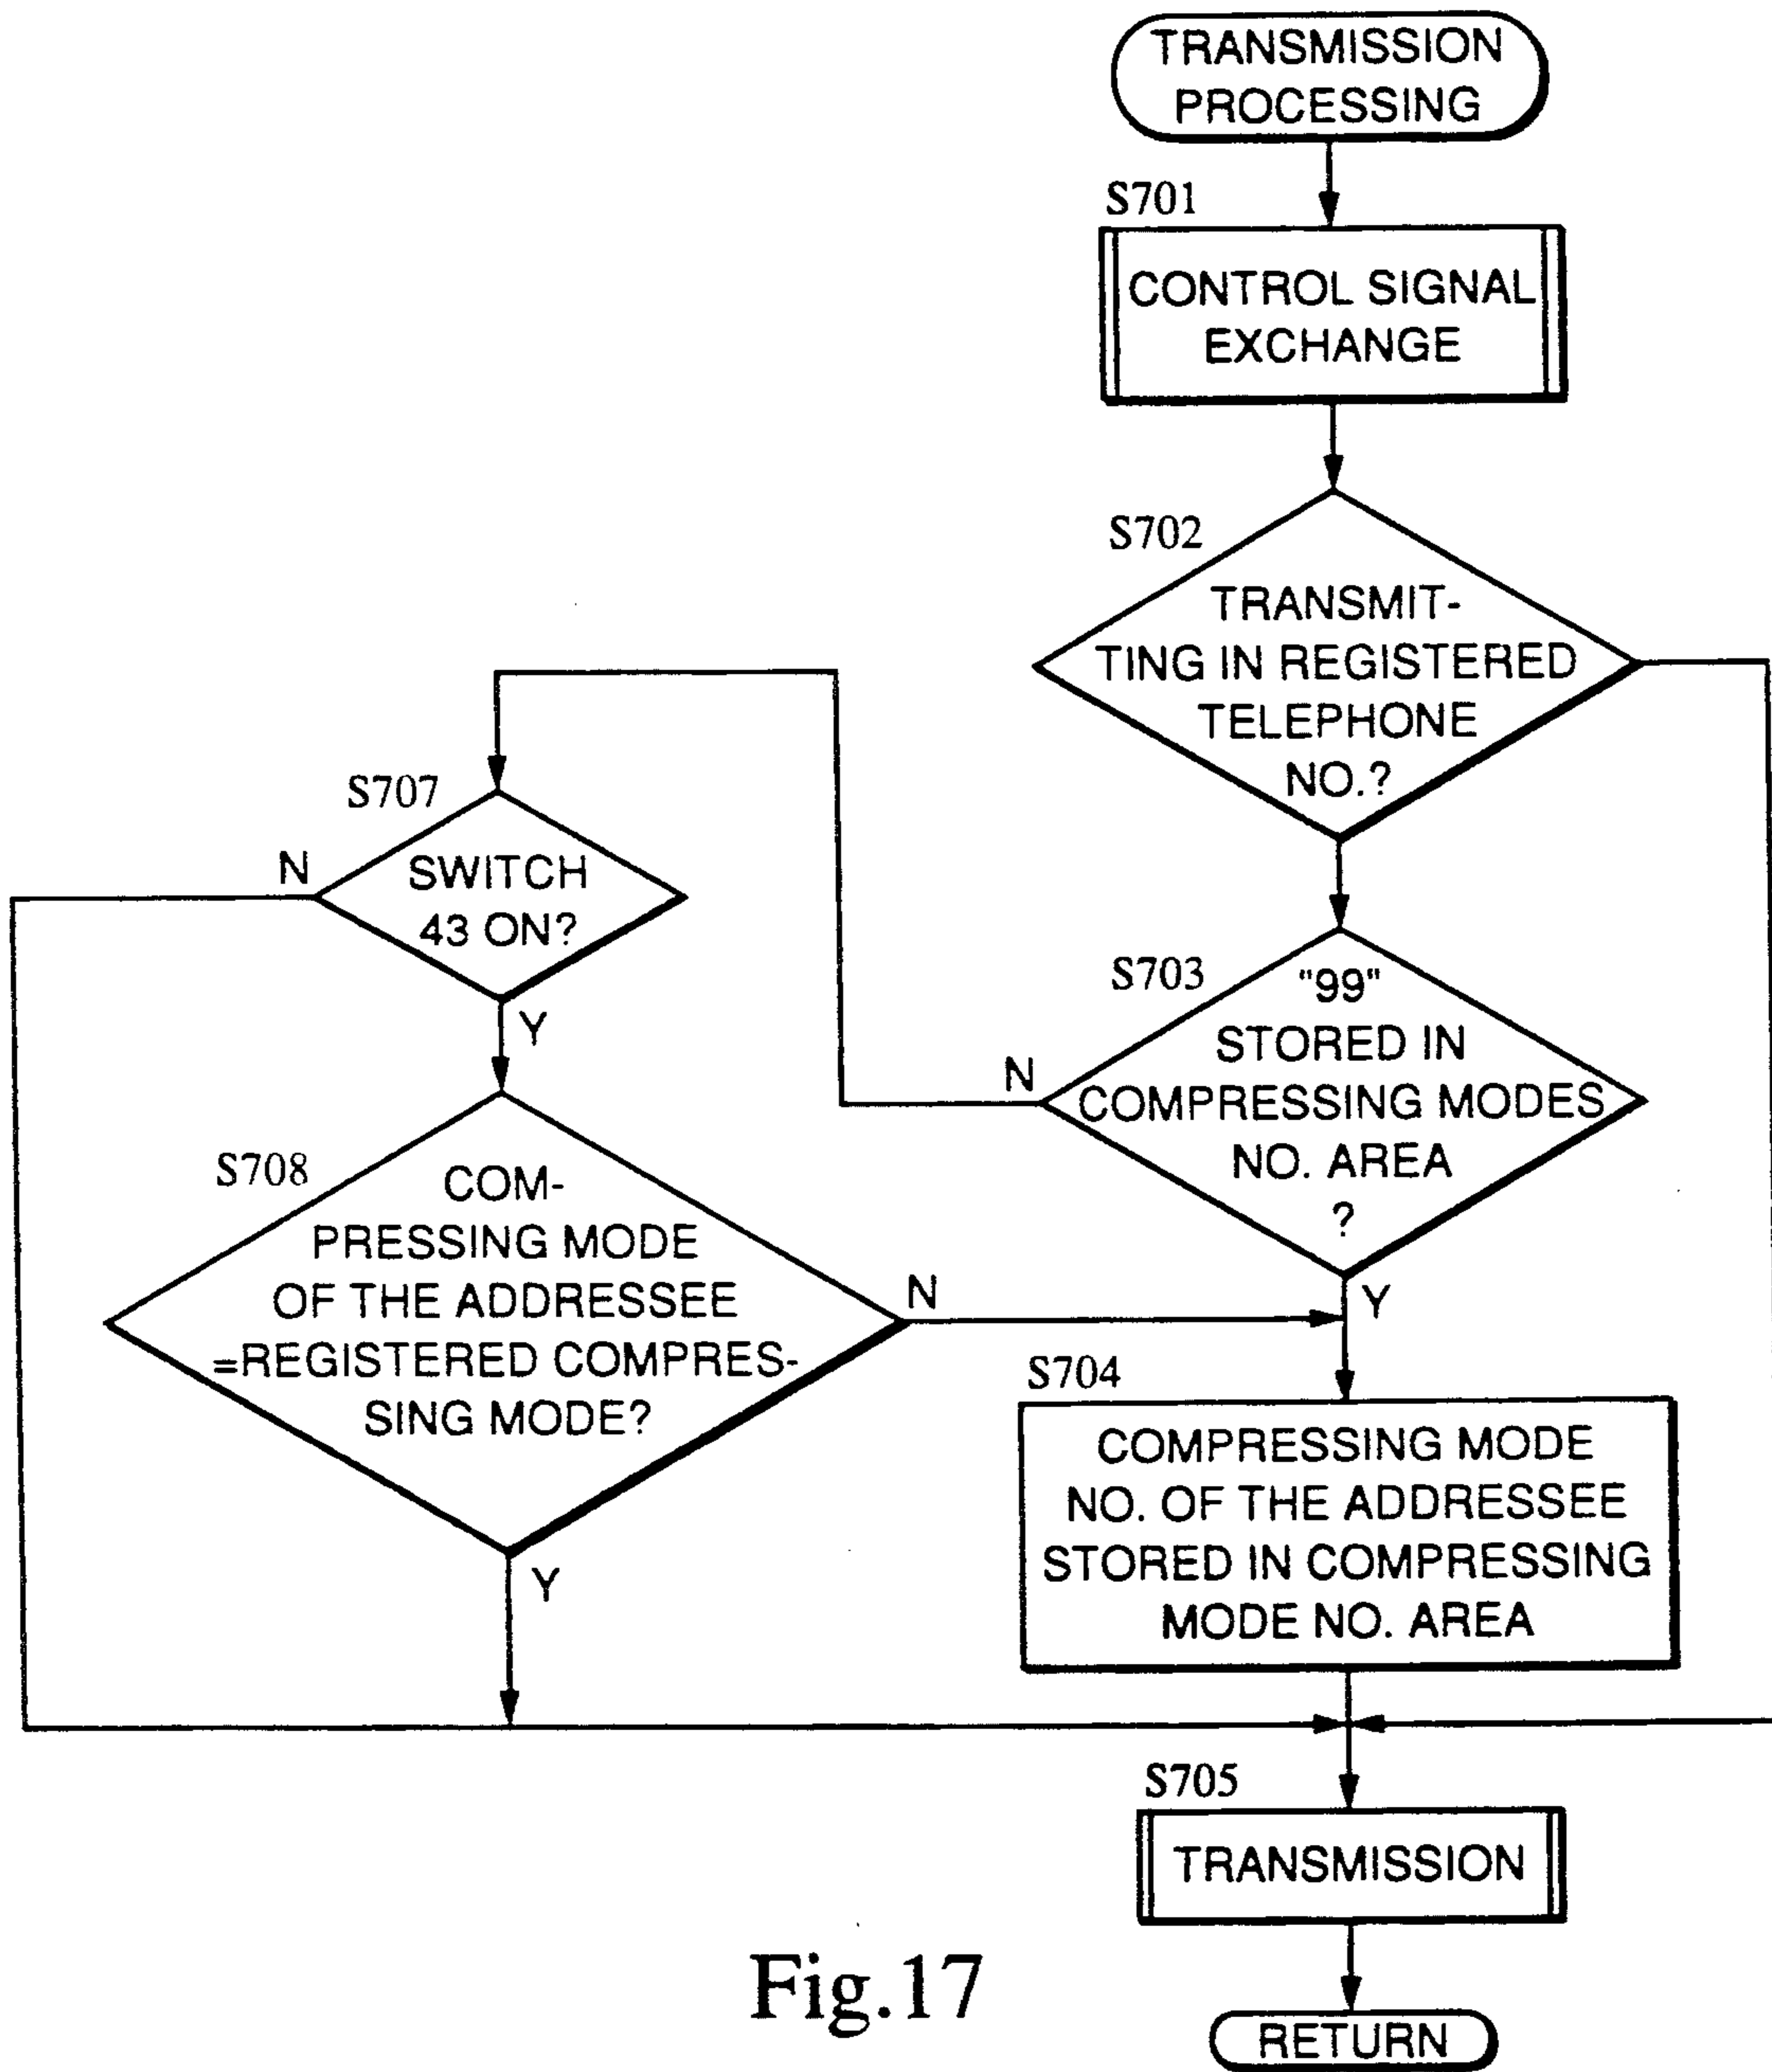 TRANSMISSION
PROCESSING
S701
CONTROL SIGNAL
EXCHANGE
S702
TRANSMIT-
TING IN REGISTERED
TELEPHONE
NO.?
S703
"99"
STORED IN
COMPRESSING MODES
NO. AREA
?
N
Y
S707
SWITCH
43 ON?
N
Y
S708
COM-
PRESSING MODE
OF THE ADDRESSEE
=REGISTERED COMPRES-
SING MODE?
N
Y
S704
COMPRESSING MODE
NO. OF THE ADDRESSEE
STORED IN COMPRESSING
MODE NO. AREA
S705
TRANSMISSION
RETURN
Fig.17